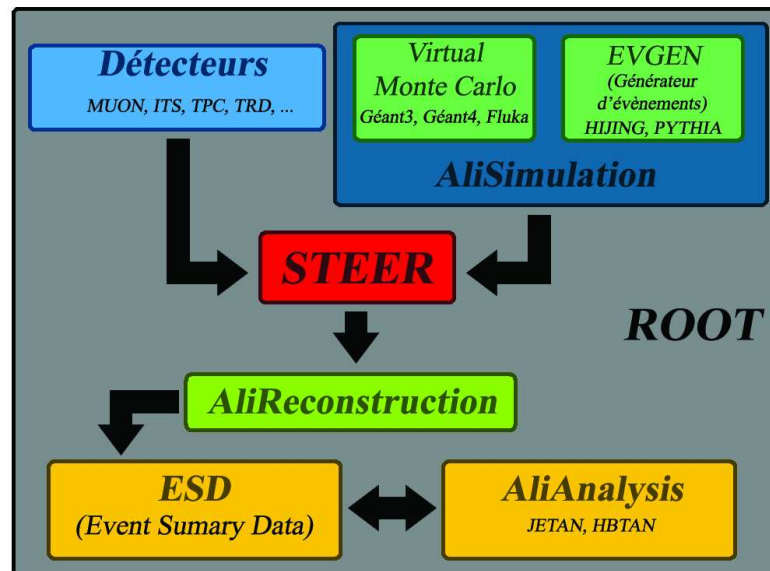 Détecteurs
MUON, ITS, TPC, TRD, ...
Virtual
Monte Carlo
Géant3, Géant4, Fluka
EVGEN
(Générateur
d'évènements)
HIJING, PYTHIA
AliSimulation
STEER
ROOT
AliReconstruction
ESD
(Event Sumary Data)
AliAnalysis
JETAN, HBTAN